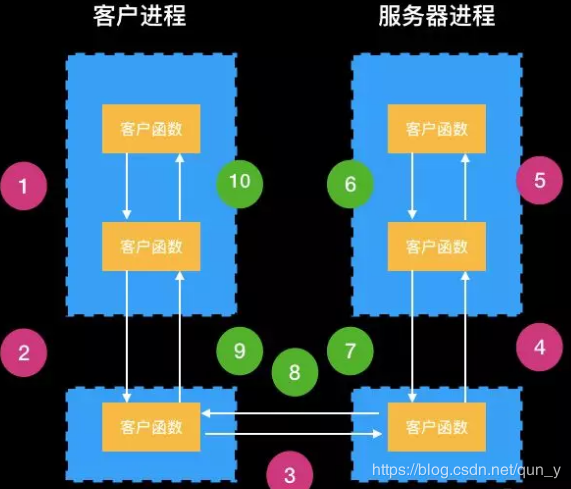 客户进程 服务器进程
客户函数 客户函数
1 10 6 5
客户函数 客户函数
2 9 8 7 4
客户函数 客户函数
3
https://blog.csdn.net/qun_y